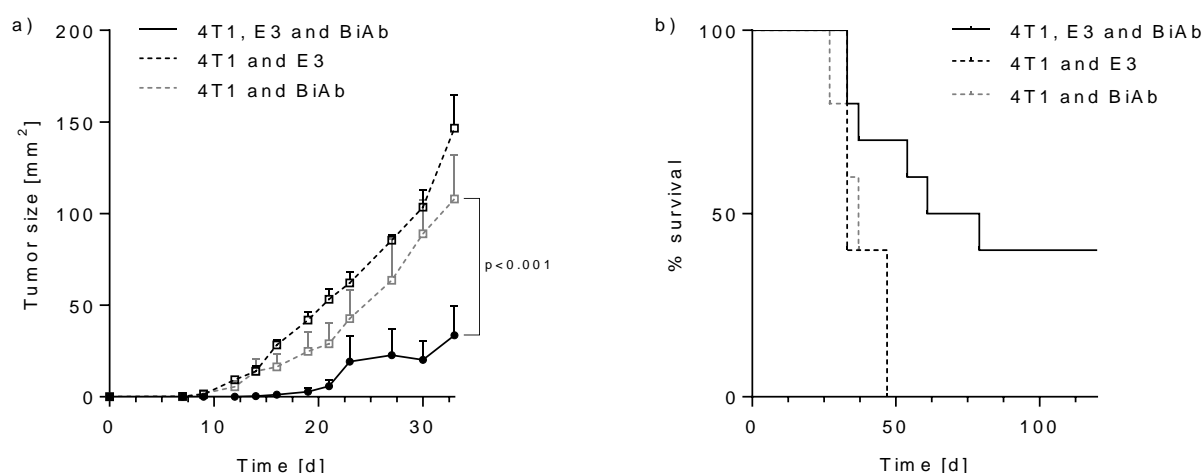 a)
4T1, E3 and BiAb
4T1 and E3
4T1 and BiAb
200
150
100
50
0
Tumor size [mm2]
p<0.001
0 10 20 30
Time [d]
b)
4T1, E3 and BiAb
4T1 and E3
4T1 and BiAb
100
50
0
% survival
0 50 100
Time [d]